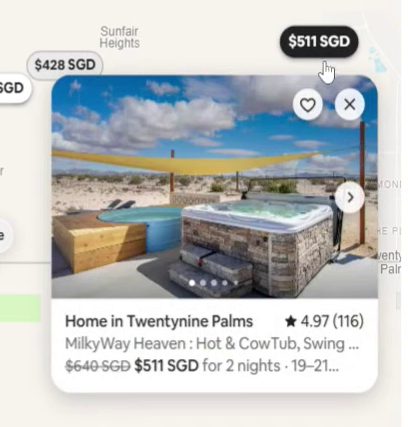 Sunfair
Heights
$511 SGD
$428 SGD
SGD
Home in Twentynine Palms ★ 4.97 (116)
MilkyWay Heaven : Hot & CowTub, Swing ...
$640 SGD $511 SGD for 2 nights · 19–21...